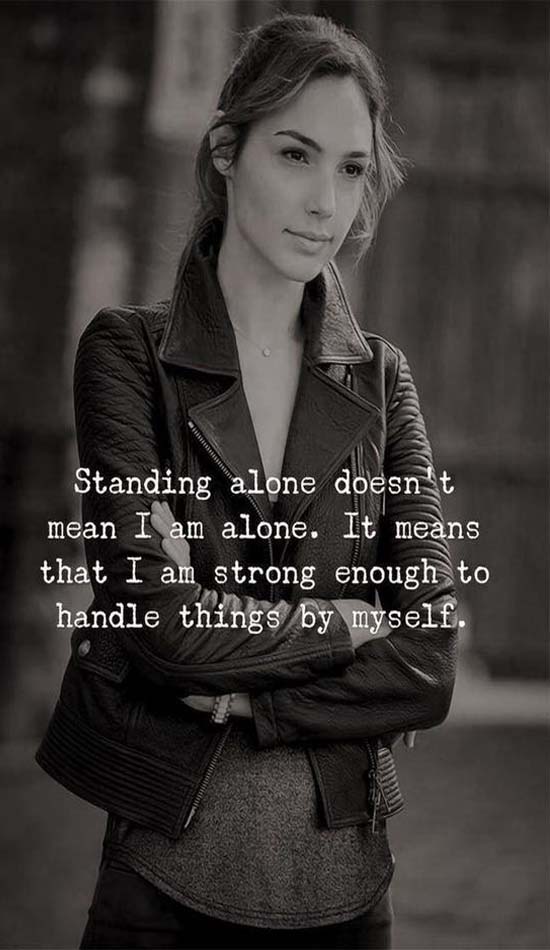 Standing alone doesn't
mean I am alone. It means
that I am strong enough to
handle things by myself.